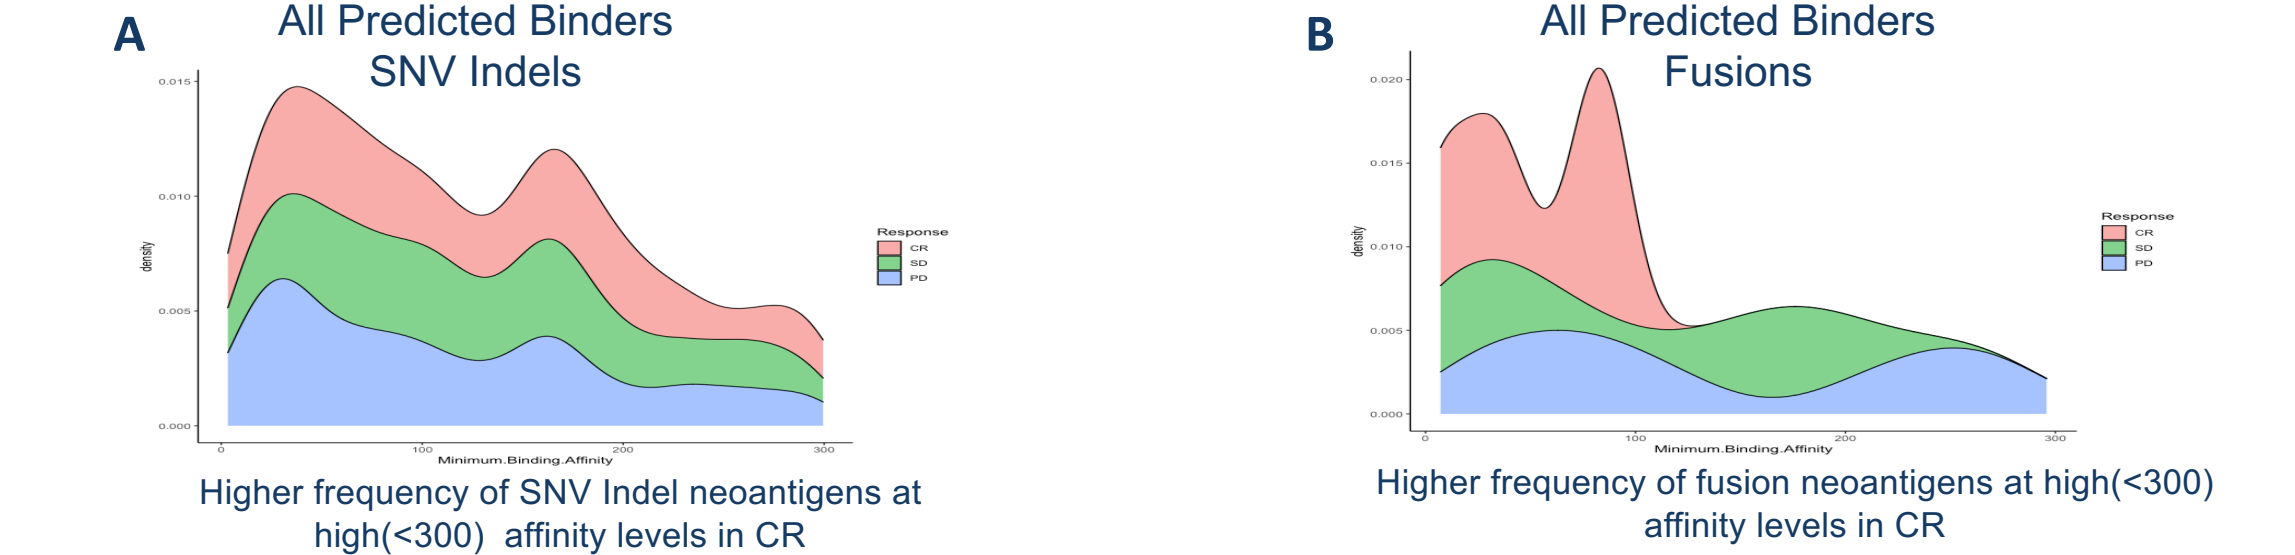 A
All Predicted Binders
SNV Indels
0.015
0.010
0.005
0.000
density
0
100
200
300
Minimum.Binding.Affinity
Response
CR
SD
PD
Higher frequency of SNV Indel neoantigens at
high(<300) affinity levels in CR
B
All Predicted Binders
Fusions
0.020
0.015
0.010
0.005
0.000
density
0
100
200
300
Minimum.Binding.Affinity
Response
CR
SD
PD
Higher frequency of fusion neoantigens at high(<300)
affinity levels in CR